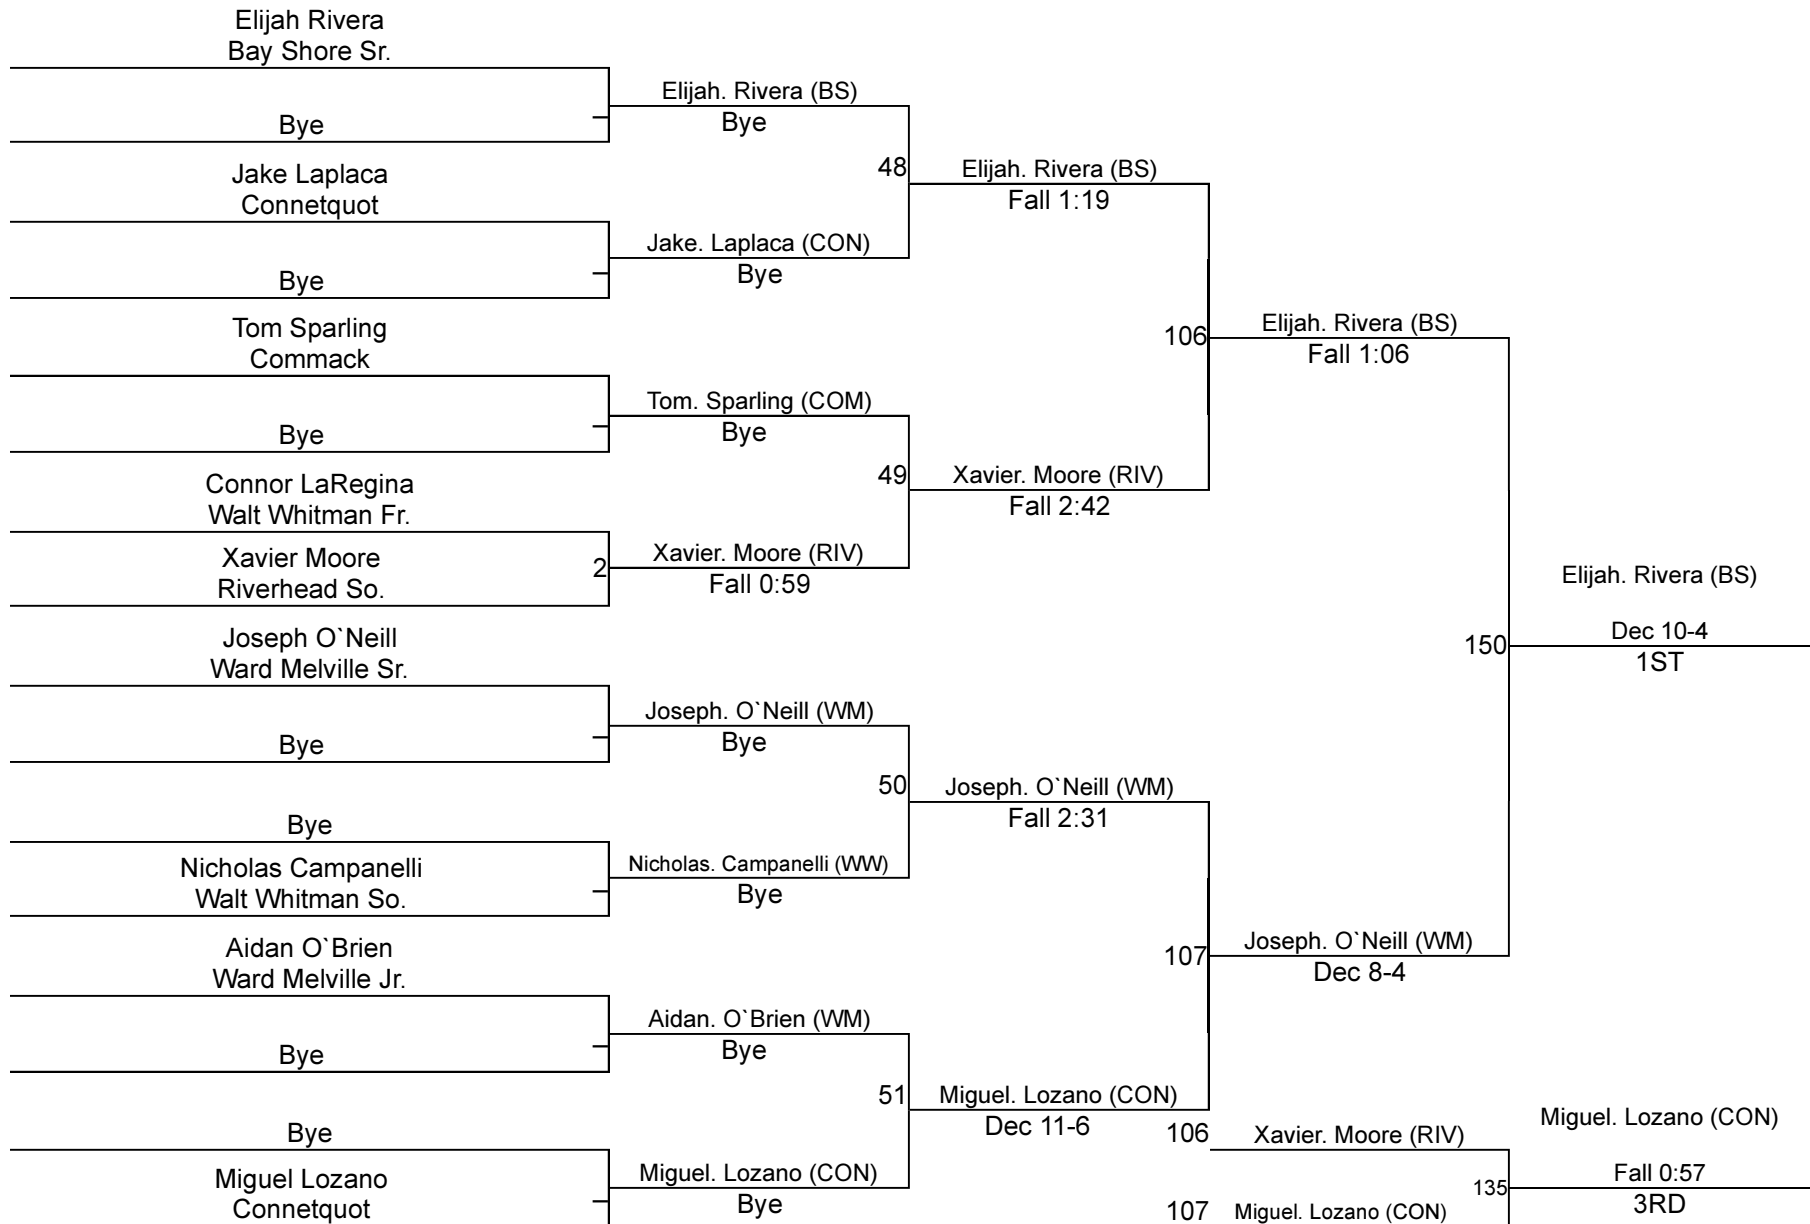 Elijah Rivera
Bay Shore Sr.
Bye
Jake Laplaca
Connetquot
Bye
Tom Sparling
Commack
Bye
Connor LaRegina
Walt Whitman Fr.
Xavier Moore
Riverhead So.
Joseph O`Neill
Ward Melville Sr.
Bye
Bye
Nicholas Campanelli
Walt Whitman So.
Aidan O`Brien
Ward Melville Jr.
Bye
Bye
Miguel Lozano
Connetquot
Elijah. Rivera (BS)
Bye
Jake. Laplaca (CON)
Bye
Tom. Sparling (COM)
Bye
2
Xavier. Moore (RIV)
Fall 0:59
Joseph. O`Neill (WM)
Bye
Nicholas. Campanelli (WW)
Bye
Aidan. O`Brien (WM)
Bye
Miguel. Lozano (CON)
Bye
48
Elijah. Rivera (BS)
Fall 1:19
49
Xavier. Moore (RIV)
Fall 2:42
50
Joseph. O`Neill (WM)
Fall 2:31
51
Miguel. Lozano (CON)
Dec 11-6
106
Elijah. Rivera (BS)
Fall 1:06
107
Joseph. O`Neill (WM)
Dec 8-4
150
Elijah. Rivera (BS)
Dec 10-4
1ST
106
Xavier. Moore (RIV)
107
Miguel. Lozano (CON)
135
Miguel. Lozano (CON)
Fall 0:57
3RD